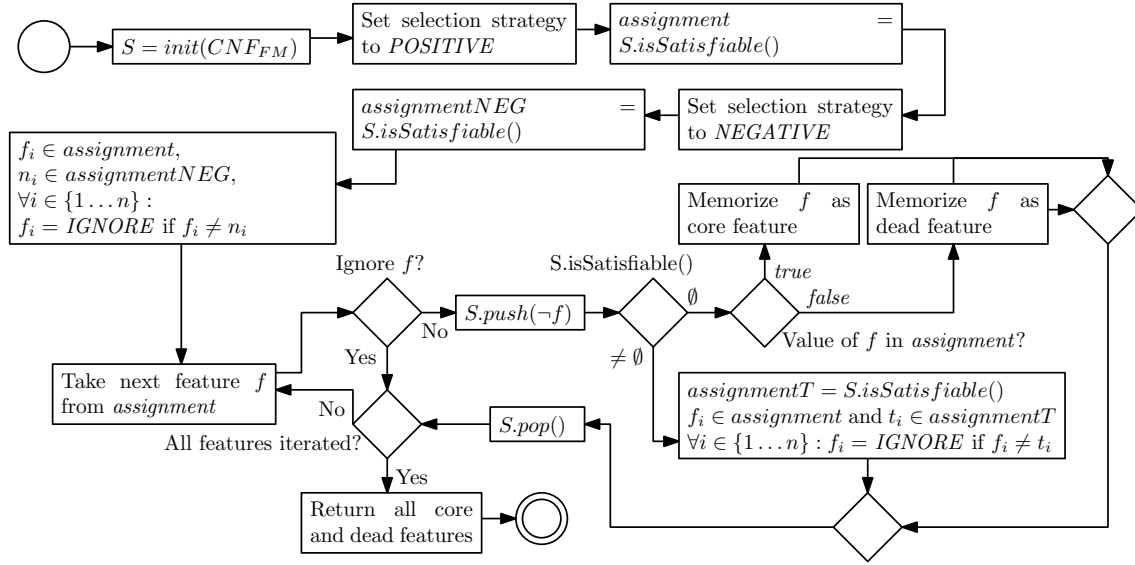 S = init(CNF_FM)
Set selection strategy
to POSITIVE
assignment =
S.isSatisfiable()
assignmentNEG =
S.isSatisfiable()
Set selection strategy
to NEGATIVE
f_i ∈ assignment,
n_i ∈ assignmentNEG,
∀i ∈ {1…n} :
f_i = IGNORE if f_i ≠ n_i
Memorize f as
core feature
Memorize f as
dead feature
Ignore f?
S.isSatisfiable()
true
false
∅
No
S.push(¬f)
Value of f in assignment?
Yes
≠ ∅
Take next feature f
from assignment
No
All features iterated?
S.pop()
assignmentT = S.isSatisfiable()
f_i ∈ assignment and t_i ∈ assignmentT
∀i ∈ {1…n} : f_i = IGNORE if f_i ≠ t_i
Yes
Return all core
and dead features